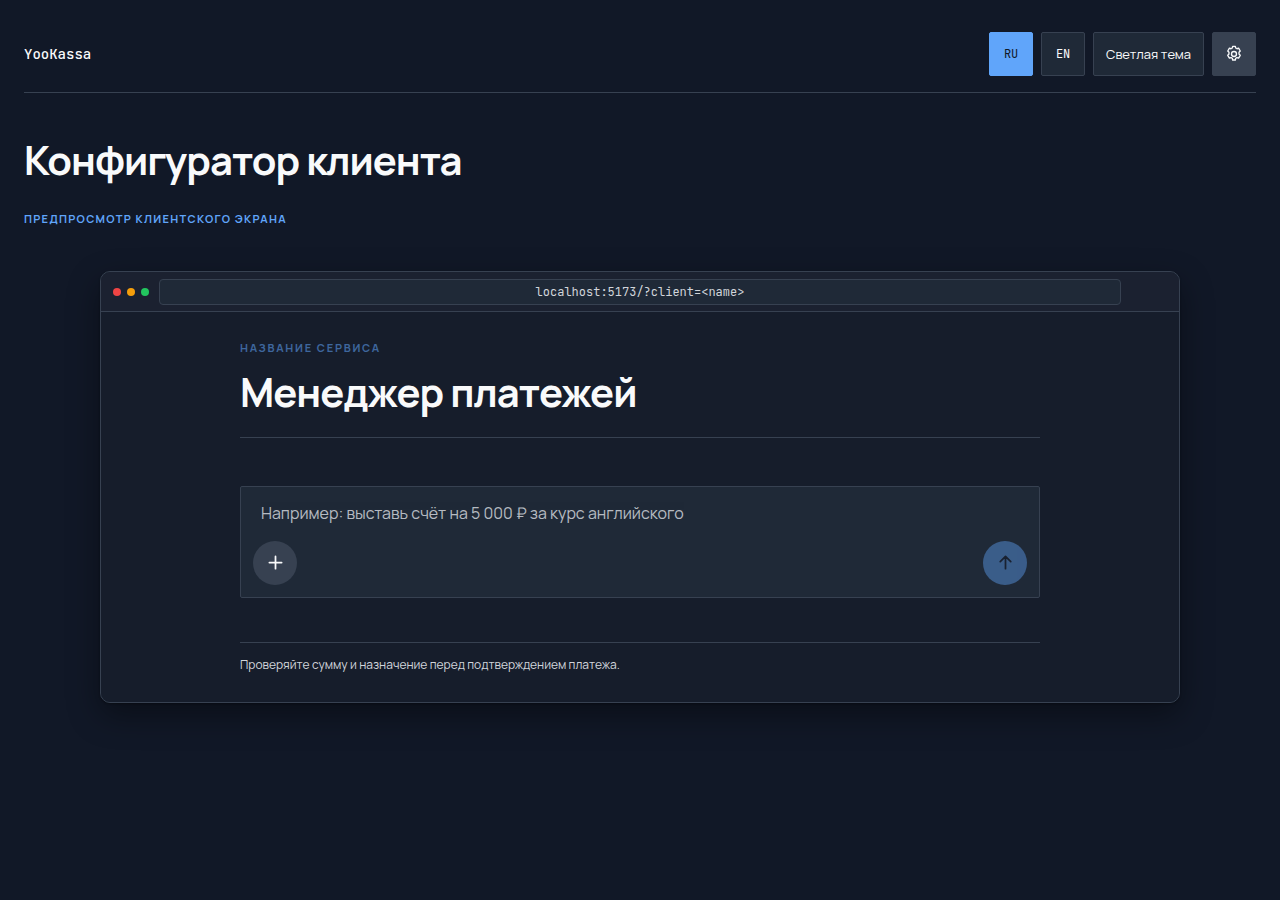 YooKassa
RU
EN
Светлая тема
Конфигуратор клиента
ПРЕДПРОСМОТР КЛИЕНТСКОГО ЭКРАНА
localhost:5173/?client=<name>
НАЗВАНИЕ СЕРВИСА
Менеджер платежей
Например: выставь счёт на 5 000 ₽ за курс английского
Проверяйте сумму и назначение перед подтверждением платежа.